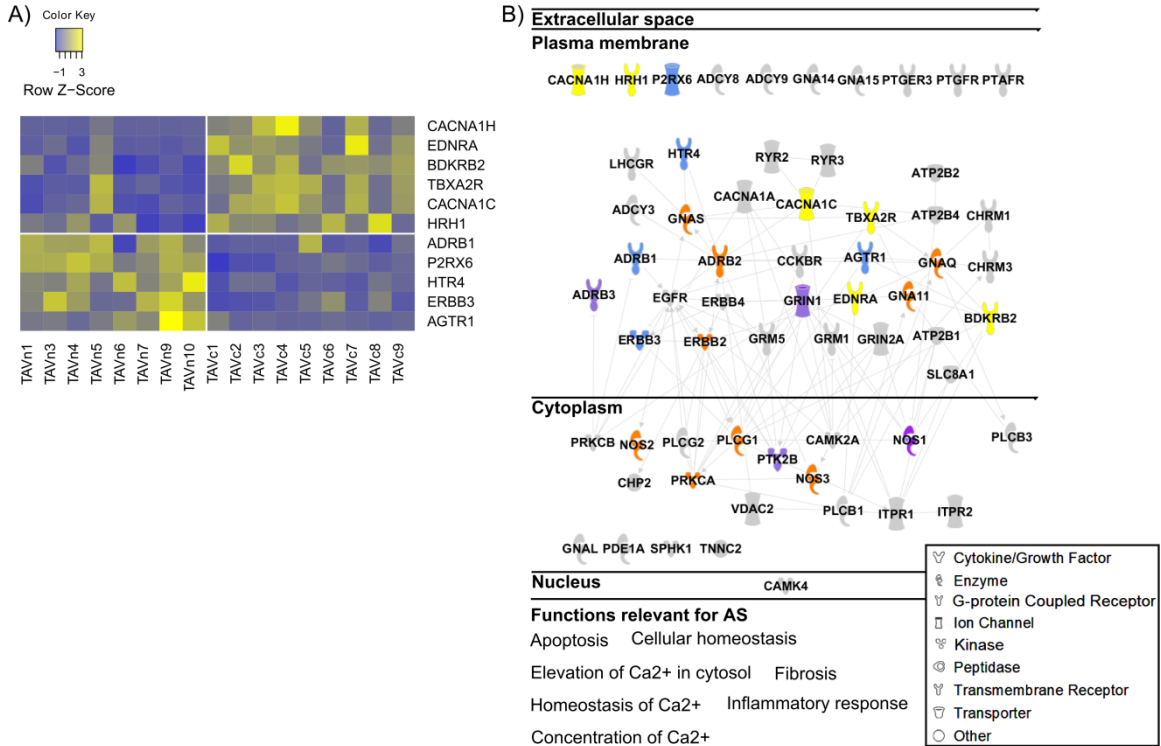 A)
Color Key
−1 3
Row Z−Score
CACNA1H
EDNRA
BDKRB2
TBXA2R
CACNA1C
HRH1
ADRB1
P2RX6
HTR4
ERBB3
AGTR1
TAVn1 TAVn3 TAVn4 TAVn5 TAVn6 TAVn7 TAVn9 TAVn10 TAVc1 TAVc2 TAVc3 TAVc4 TAVc5 TAVc6 TAVc7 TAVc8 TAVc9
B)
Extracellular space
Plasma membrane
CACNA1H HRH1 P2RX6 ADCY8 ADCY9 GNA14 GNA15 PTGER3 PTGFR PTAFR
HTR4 RYR2 RYR3
LHCGR ATP2B2
CACNA1A CACNA1C
ADCY3 GNAS TBXA2R ATP2B4 CHRM1
ADRB1 ADRB2 CCKBR AGTR1 GNAQ CHRM3
ADRB3 EGFR ERBB4 GRIN1 EDNRA GNA11
BDKRB2
ERBB3 ERBB2 GRM5 GRM1 GRIN2A ATP2B1
SLC8A1
Cytoplasm
PRKCB NOS2 PLCG2 PLCG1 CAMK2A NOS1 PLCB3
PTK2B
CHP2 PRKCA NOS3
VDAC2 PLCB1 ITPR1 ITPR2
GNAL PDE1A SPHK1 TNNC2
Nucleus
CAMK4
Functions relevant for AS
Apoptosis Cellular homeostasis
Elevation of Ca2+ in cytosol Fibrosis
Homeostasis of Ca2+ Inflammatory response
Concentration of Ca2+
Cytokine/Growth Factor
Enzyme
G-protein Coupled Receptor
Ion Channel
Kinase
Peptidase
Transmembrane Receptor
Transporter
Other